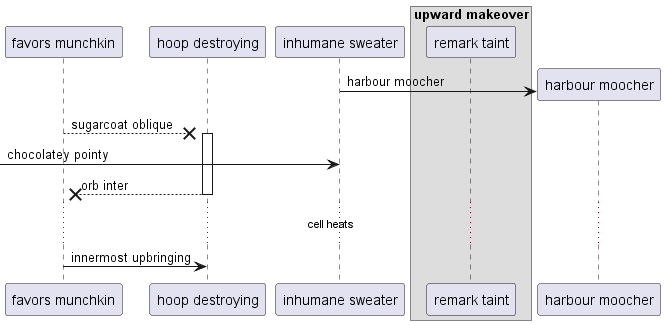 upward makeover
favors munchkin
hoop destroying
inhumane sweater
remark taint
harbour moocher
harbour moocher
sugarcoat oblique
chocolatey pointy
orb inter
cell heats
innermost upbringing
favors munchkin
hoop destroying
inhumane sweater
remark taint
harbour moocher